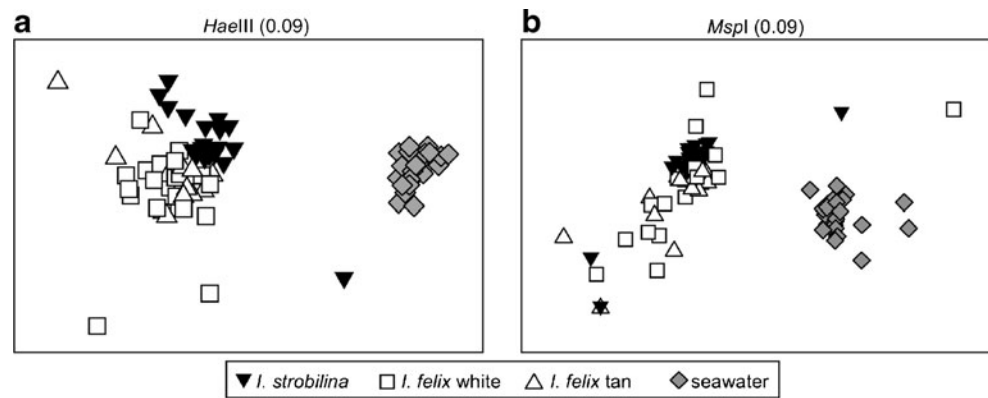 a HaeIII (0.09)
b MspI (0.09)
I. strobilina I. felix white I. felix tan seawater